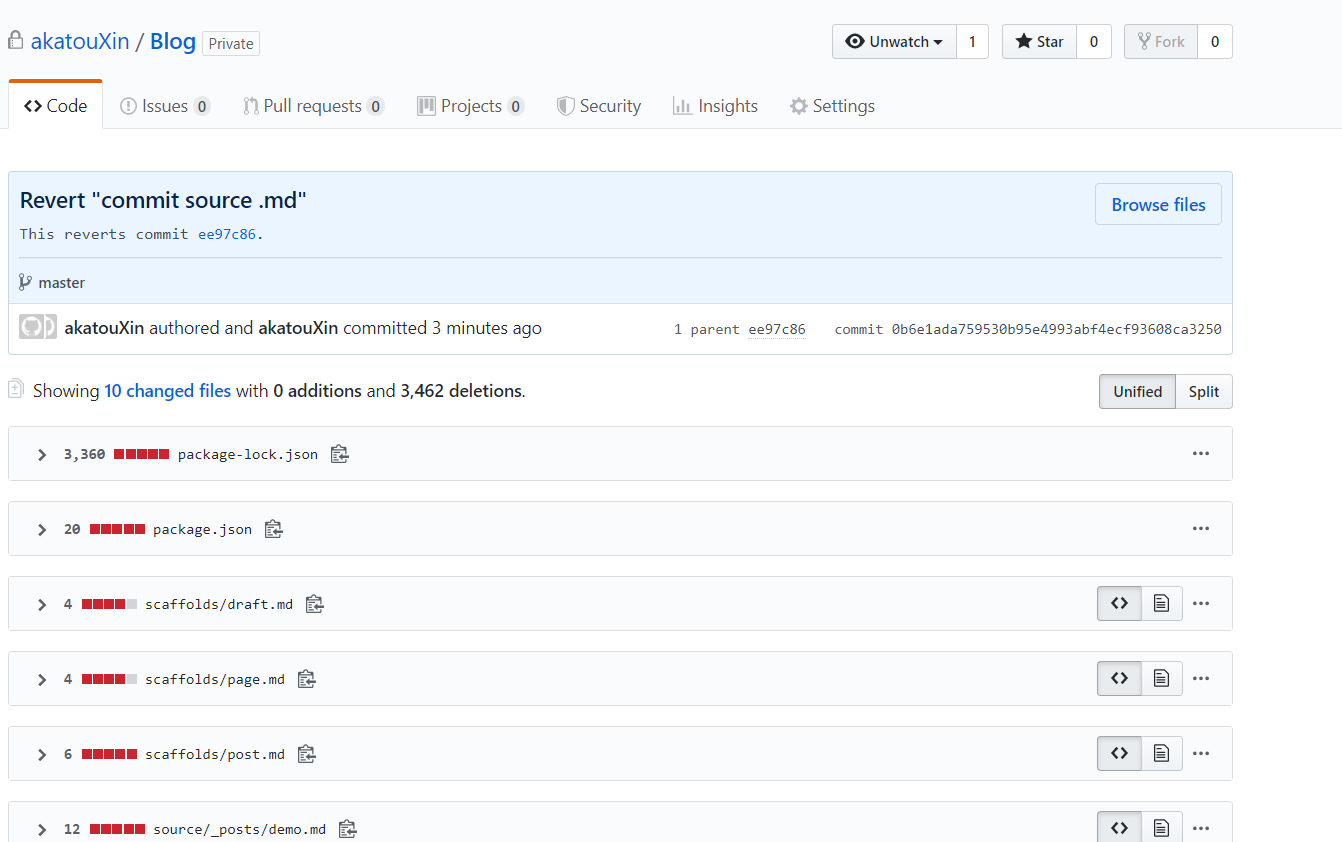 akatouXin / Blog Private Unwatch 1 Star 0 Fork 0
Code Issues 0 Pull requests 0 Projects 0 Security Insights Settings
Revert "commit source .md" Browse files
This reverts commit ee97c86.
master
akatouXin authored and akatouXin committed 3 minutes ago 1 parent ee97c86 commit 0b6e1ada759530b95e4993abf4ecf93608ca3250
Showing 10 changed files with 0 additions and 3,462 deletions. Unified Split
3,360 package-lock.json
20 package.json
4 scaffolds/draft.md
4 scaffolds/page.md
6 scaffolds/post.md
12 source/_posts/demo.md